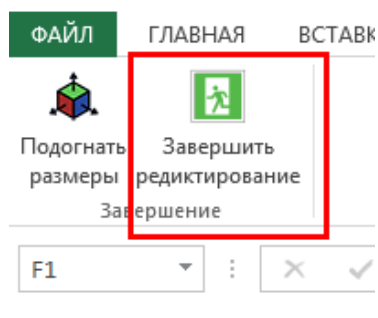 ФАЙЛ ГЛАВНАЯ ВСТАВК
Подогнать размеры
Завершить редиктирование
Завершение
F1